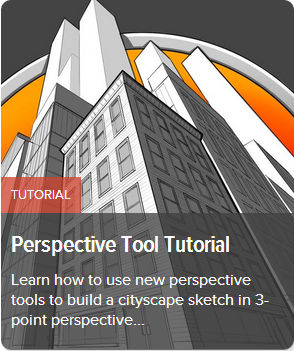 TUTORIAL
Perspective Tool Tutorial
Learn how to use new perspective
tools to build a cityscape sketch in 3-
point perspective...